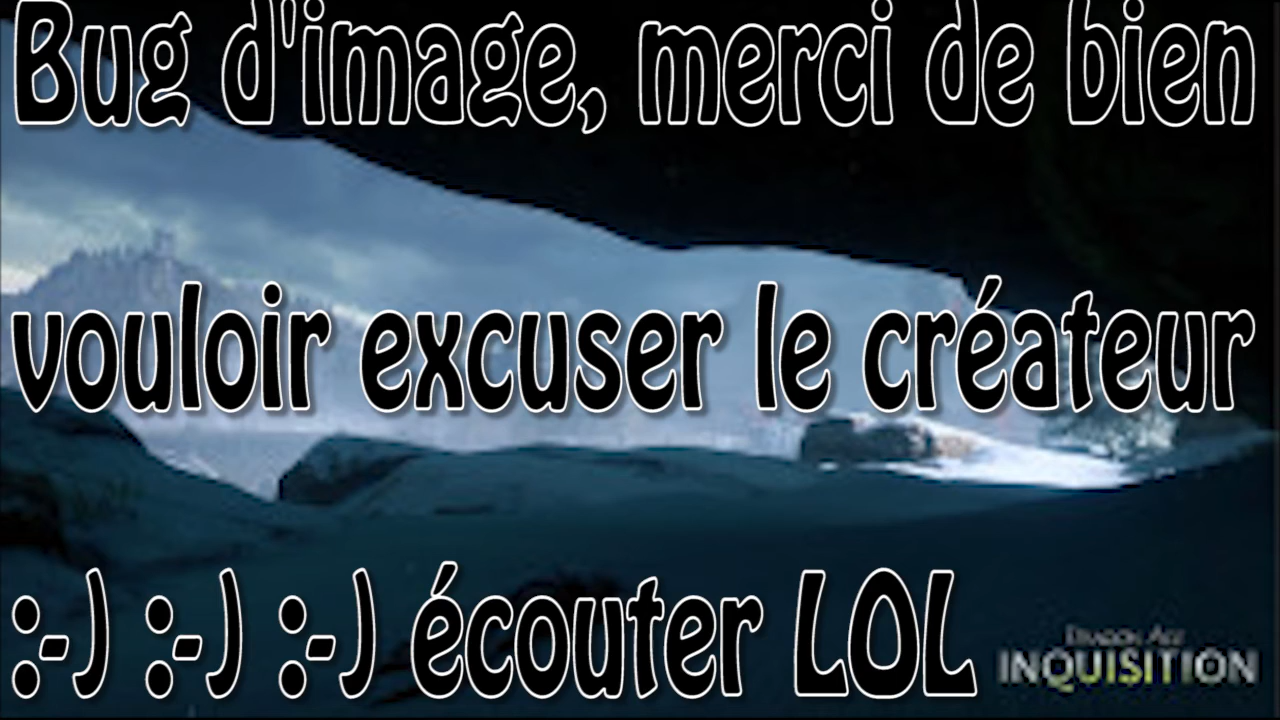 Bug d'image, merci de bien
vouloir excuser le créateur
:-) :-) :-) écouter LOL
DRAGON AGE
INQUISITION